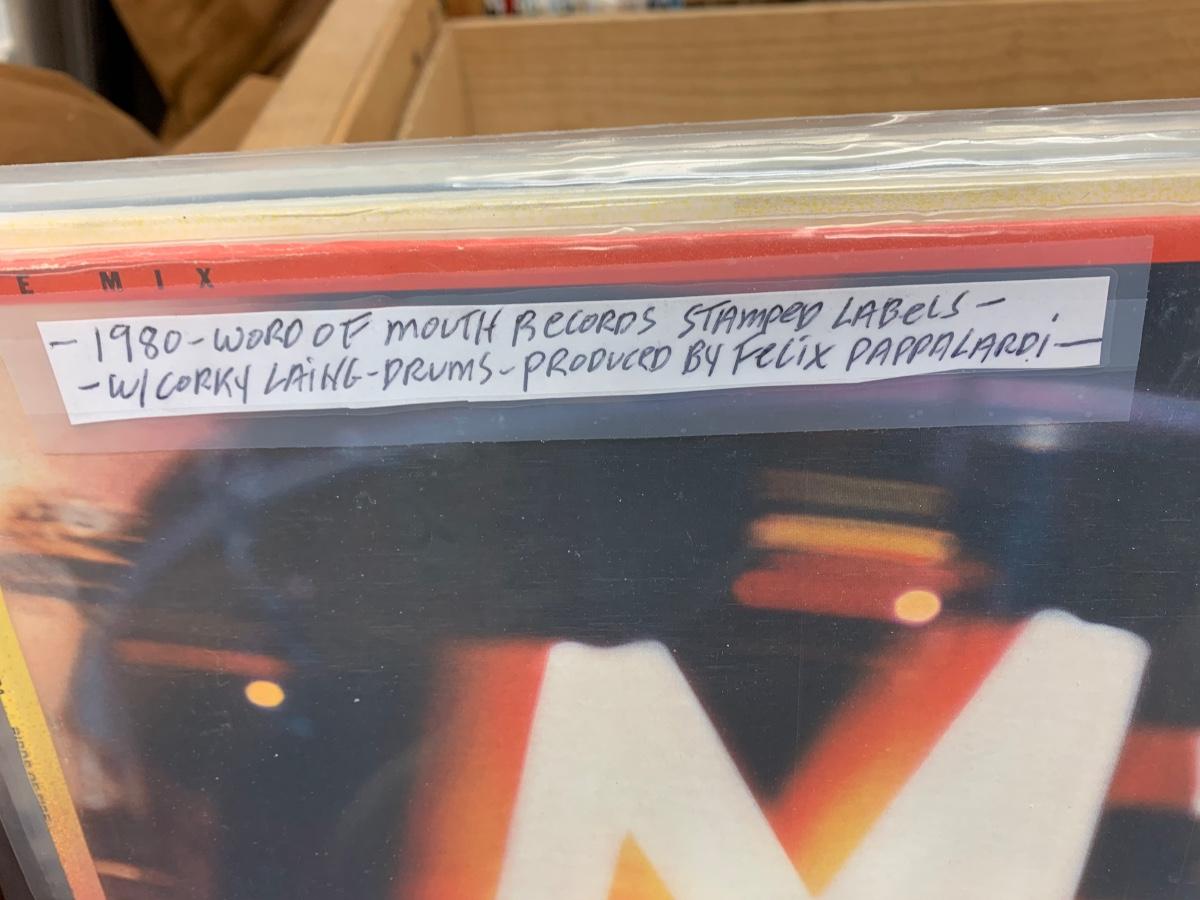 E MIX
- 1980 - WORD OF MOUTH RECORDS STAMPED LABELS -
- W/ CORKY LAING - DRUMS - PRODUCED BY FELIX PAPPALARDI -
M